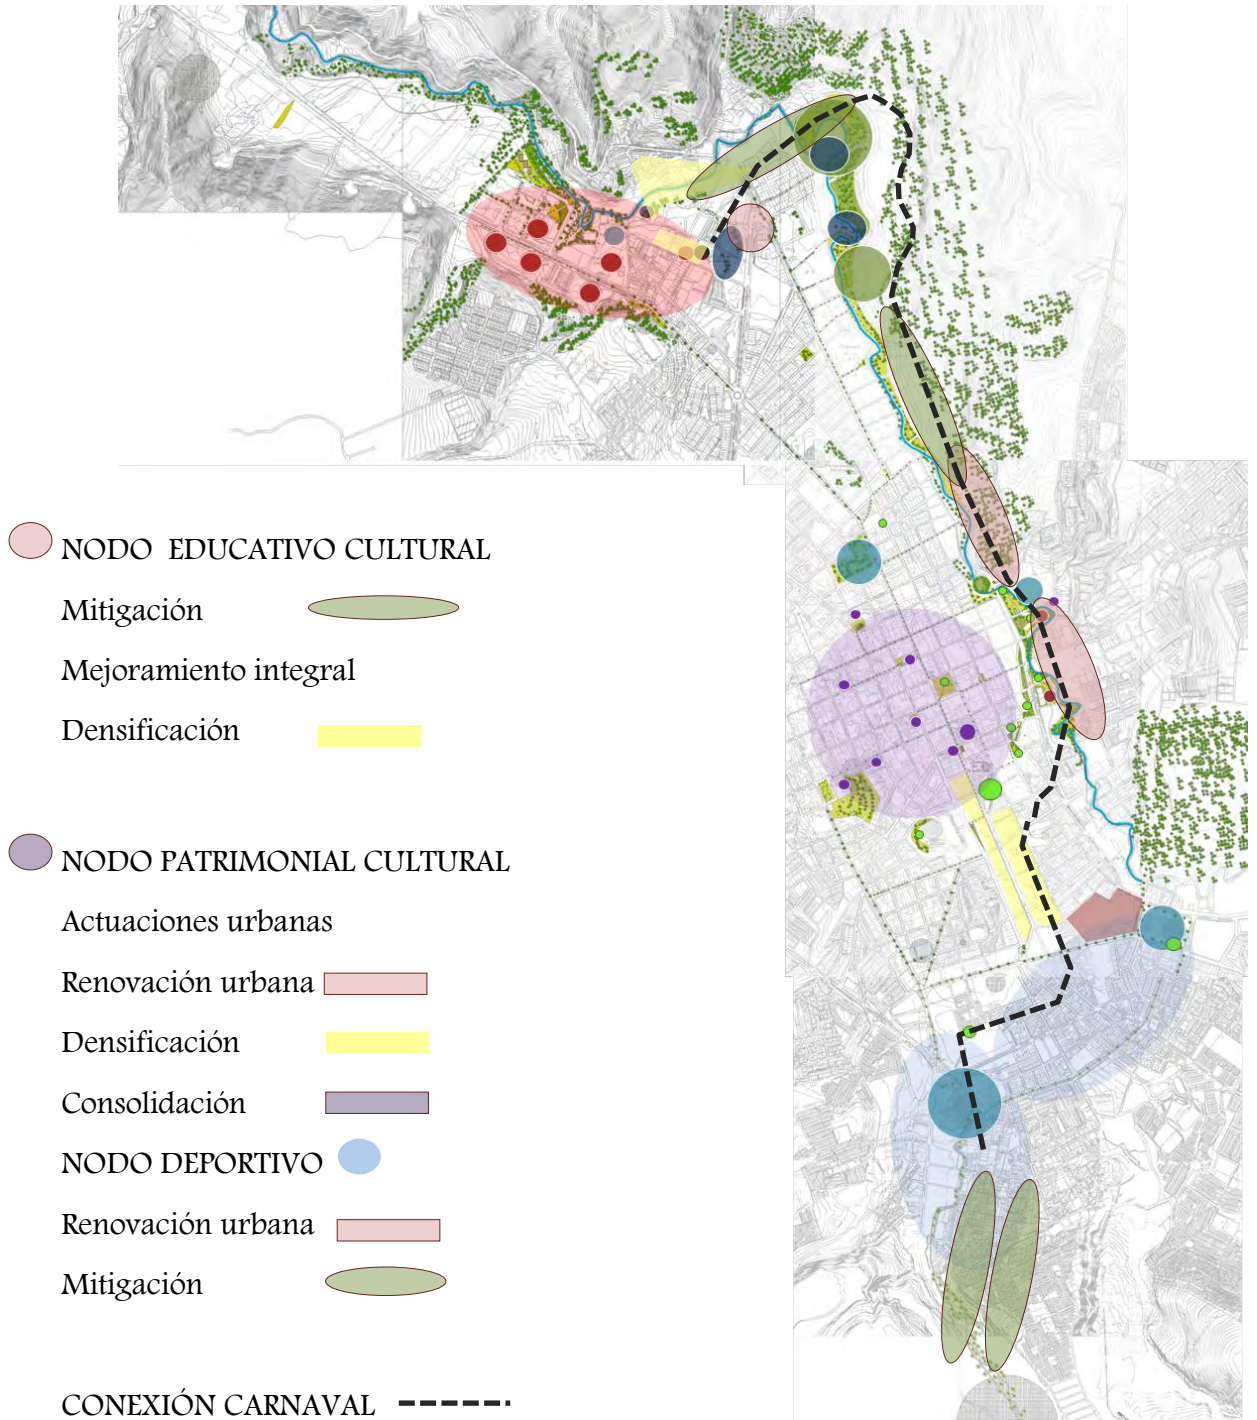 NODO EDUCATIVO CULTURAL
Mitigación
Mejoramiento integral
Densificación
NODO PATRIMONIAL CULTURAL
Actuaciones urbanas
Renovación urbana
Densificación
Consolidación
NODO DEPORTIVO
Renovación urbana
Mitigación
CONEXIÓN CARNAVAL